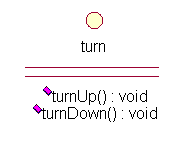 turn
turnUp() : void
turnDown() : void